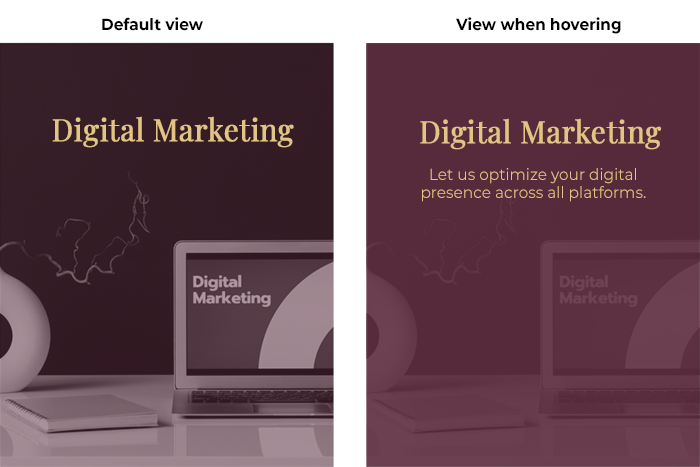 Default view
View when hovering
Digital Marketing
Digital
Marketing
Digital Marketing
Let us optimize your digital
presence across all platforms.
Digital
Marketing